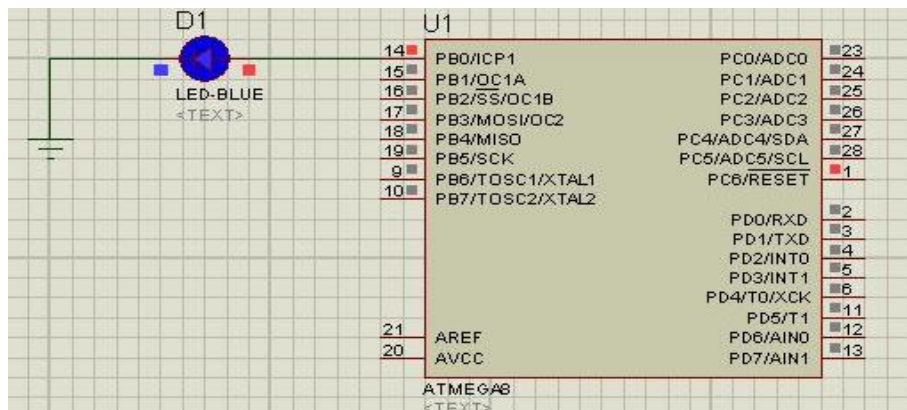 D1
LED-BLUE
<TEXT>
U1
14 PB0/ICP1
15 PB1/OC1A
16 PB2/SS/OC1B
17 PB3/MOSI/OC2
18 PB4/MISO
19 PB5/SCK
9 PB6/TOSC1/XTAL1
10 PB7/TOSC2/XTAL2
21 AREF
20 AVCC
PC0/ADC0 23
PC1/ADC1 24
PC2/ADC2 25
PC3/ADC3 26
PC4/ADC4/SDA 27
PC5/ADC5/SCL 28
PC6/RESET 1
PD0/RXD 2
PD1/TXD 3
PD2/INT0 4
PD3/INT1 5
PD4/T0/XCK 6
PD5/T1 11
PD6/AIN0 12
PD7/AIN1 13
ATMEGA8
<TEXT>